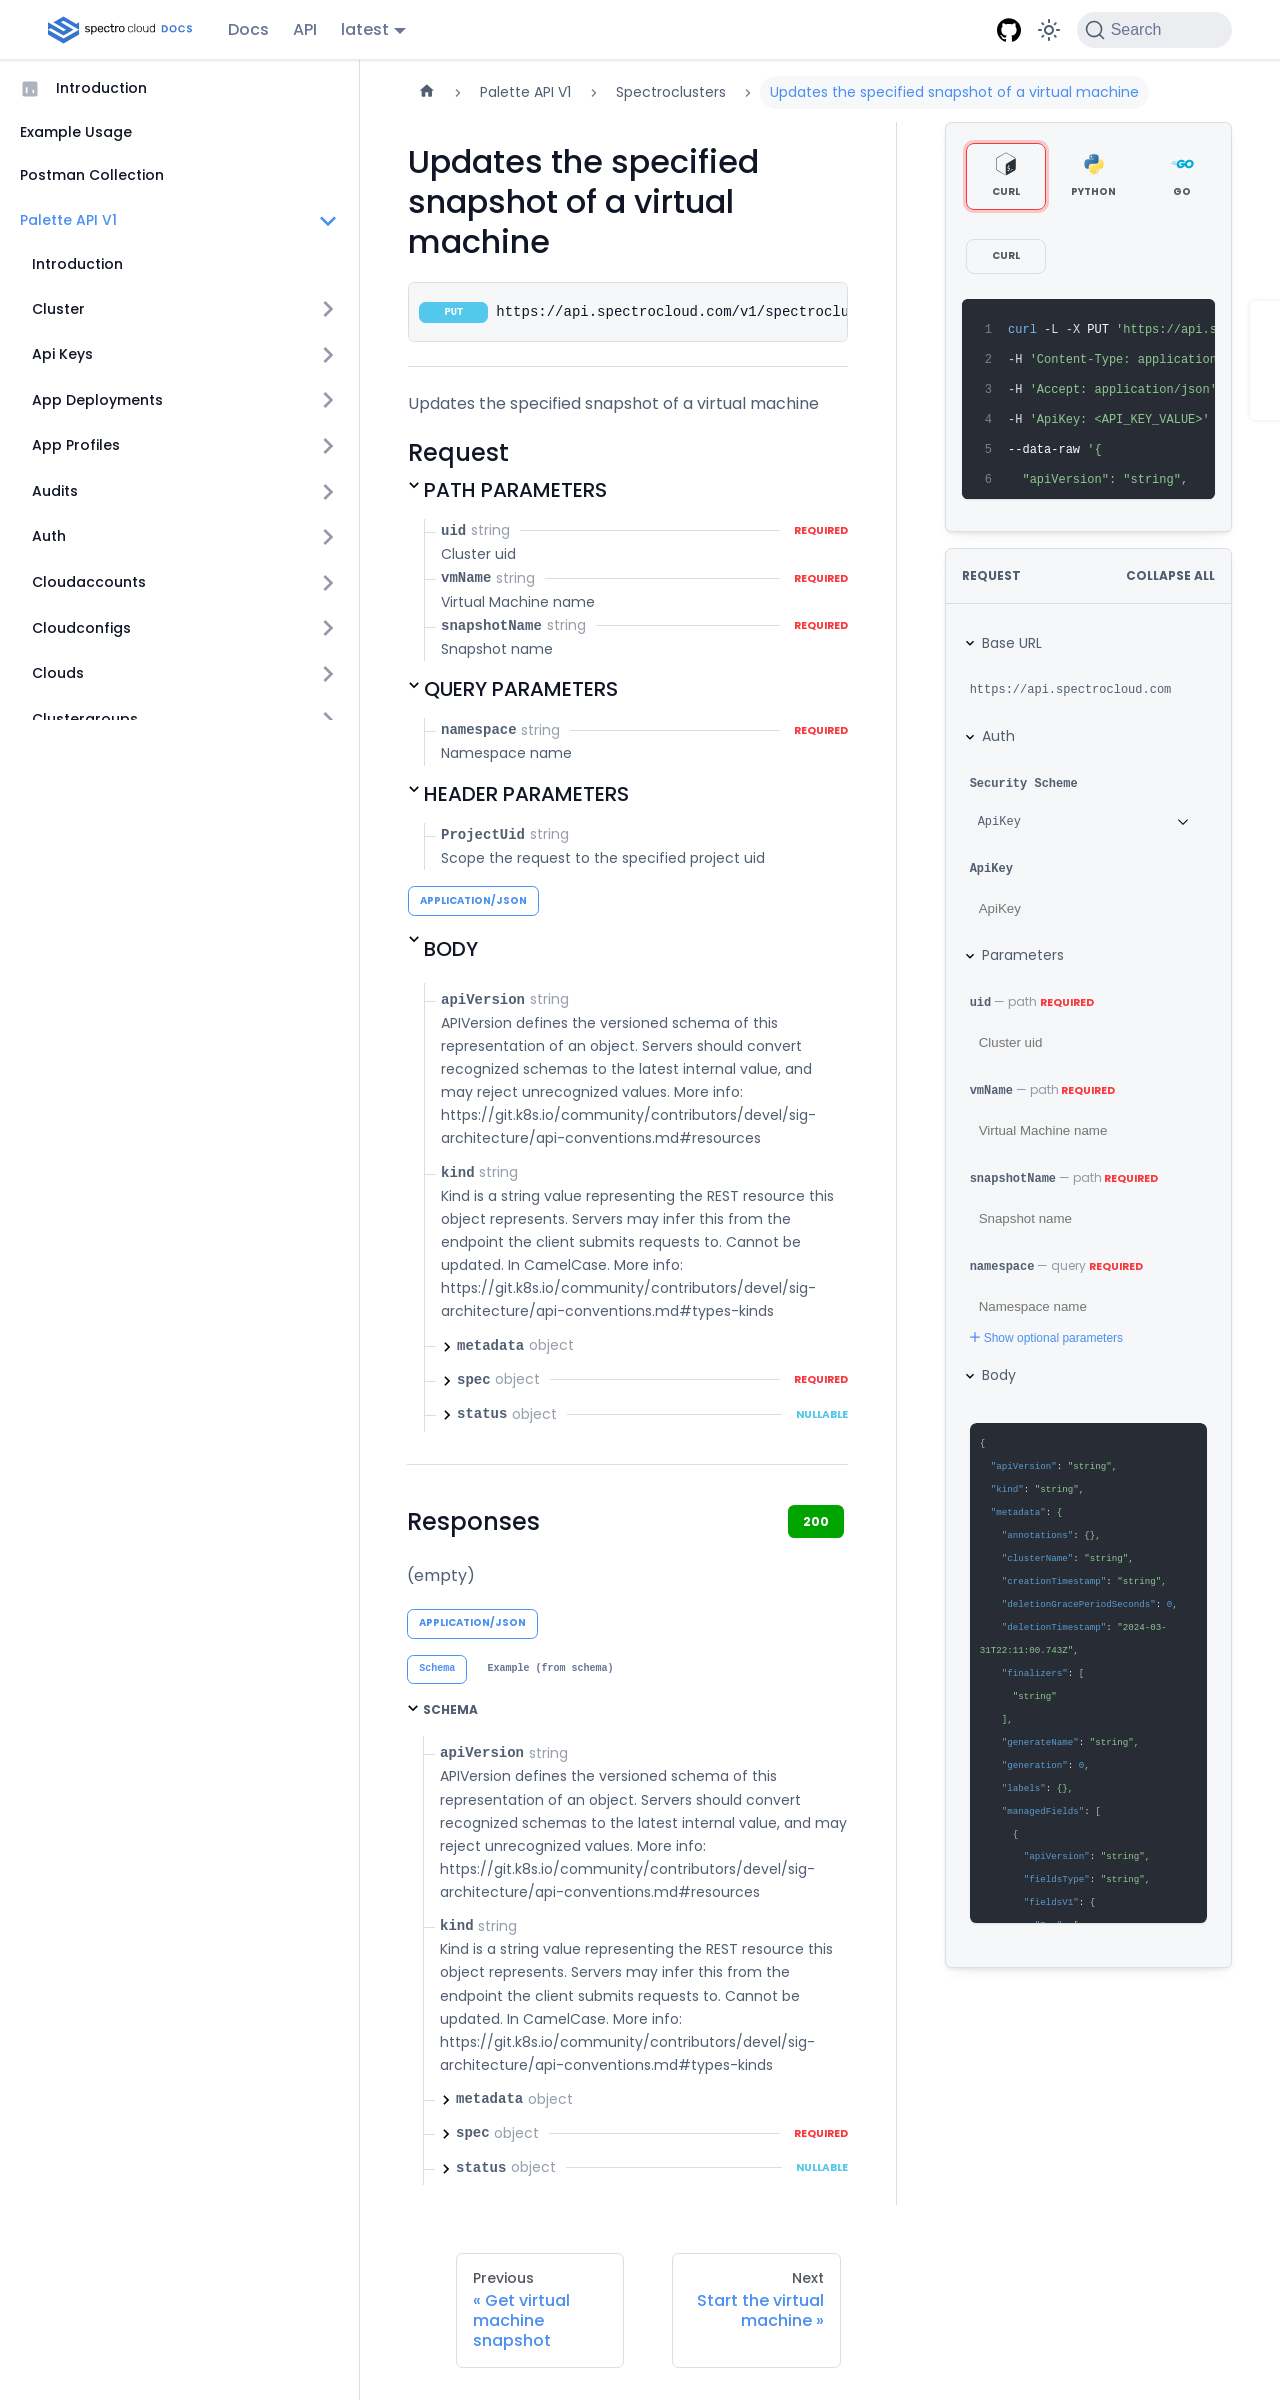 spectro cloud DOCS
Docs
API
latest
Search
Introduction
Example Usage
Postman Collection
Palette API V1
Introduction
Cluster
Api Keys
App Deployments
App Profiles
Audits
Auth
Cloudaccounts
Cloudconfigs
Clouds
Clustergroups
Palette API V1
Spectroclusters
Updates the specified snapshot of a virtual machine
Updates the specified
snapshot of a virtual
machine
PUT https://api.spectrocloud.com/v1/spectroclu
Updates the specified snapshot of a virtual machine
Request
PATH PARAMETERS
uid string REQUIRED
Cluster uid
vmName string REQUIRED
Virtual Machine name
snapshotName string REQUIRED
Snapshot name
QUERY PARAMETERS
namespace string REQUIRED
Namespace name
HEADER PARAMETERS
ProjectUid string
Scope the request to the specified project uid
APPLICATION/JSON
BODY
apiVersion string
APIVersion defines the versioned schema of this
representation of an object. Servers should convert
recognized schemas to the latest internal value, and
may reject unrecognized values. More info:
https://git.k8s.io/community/contributors/devel/sig-
architecture/api-conventions.md#resources
kind string
Kind is a string value representing the REST resource this
object represents. Servers may infer this from the
endpoint the client submits requests to. Cannot be
updated. In CamelCase. More info:
https://git.k8s.io/community/contributors/devel/sig-
architecture/api-conventions.md#types-kinds
metadata object
spec object REQUIRED
status object NULLABLE
Responses
200
(empty)
APPLICATION/JSON
Schema
Example (from schema)
SCHEMA
apiVersion string
APIVersion defines the versioned schema of this
representation of an object. Servers should convert
recognized schemas to the latest internal value, and may
reject unrecognized values. More info:
https://git.k8s.io/community/contributors/devel/sig-
architecture/api-conventions.md#resources
kind string
Kind is a string value representing the REST resource this
object represents. Servers may infer this from the
endpoint the client submits requests to. Cannot be
updated. In CamelCase. More info:
https://git.k8s.io/community/contributors/devel/sig-
architecture/api-conventions.md#types-kinds
metadata object
spec object REQUIRED
status object NULLABLE
Previous
« Get virtual
machine
snapshot
Next
Start the virtual
machine »
CURL
PYTHON
GO
CURL
1 curl -L -X PUT 'https://api.s
2 -H 'Content-Type: application
3 -H 'Accept: application/json'
4 -H 'ApiKey: <API_KEY_VALUE>'
5 --data-raw '{
6 "apiVersion": "string",
REQUEST
COLLAPSE ALL
Base URL
https://api.spectrocloud.com
Auth
Security Scheme
ApiKey
ApiKey
ApiKey
Parameters
uid — path REQUIRED
Cluster uid
vmName — path REQUIRED
Virtual Machine name
snapshotName — path REQUIRED
Snapshot name
namespace — query REQUIRED
Namespace name
Show optional parameters
Body
{
"apiVersion": "string",
"kind": "string",
"metadata": {
"annotations": {},
"clusterName": "string",
"creationTimestamp": "string",
"deletionGracePeriodSeconds": 0,
"deletionTimestamp": "2024-03-
31T22:11:00.743Z",
"finalizers": [
"string"
],
"generateName": "string",
"generation": 0,
"labels": {},
"managedFields": [
{
"apiVersion": "string",
"fieldsType": "string",
"fieldsV1": {